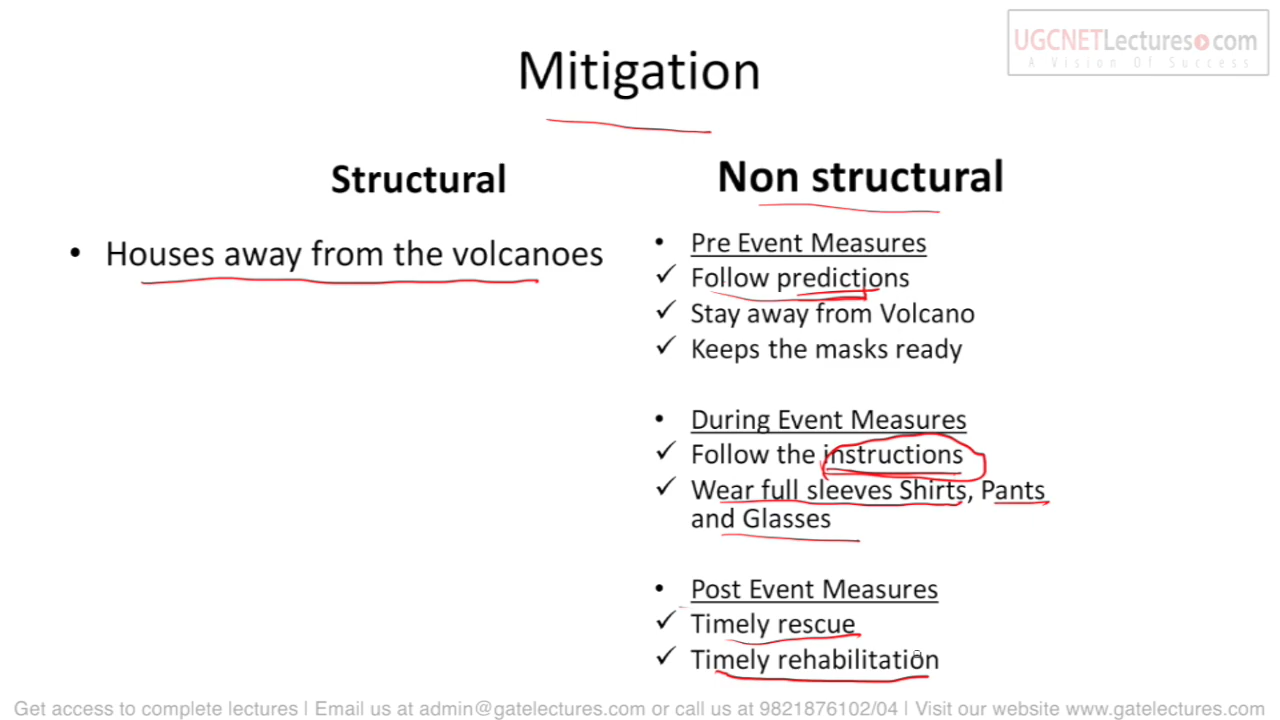 UGCNETLectures.com
A Vision Of Success
Mitigation
Structural
• Houses away from the volcanoes
Non structural
• Pre Event Measures
✓ Follow predictions
✓ Stay away from Volcano
✓ Keeps the masks ready
• During Event Measures
✓ Follow the instructions
✓ Wear full sleeves Shirts, Pants
and Glasses
• Post Event Measures
✓ Timely rescue
✓ Timely rehabilitation
Get access to complete lectures | Email us at admin@gatelectures.com or call us at 9821876102/04 | Visit our website www.gatelectures.com